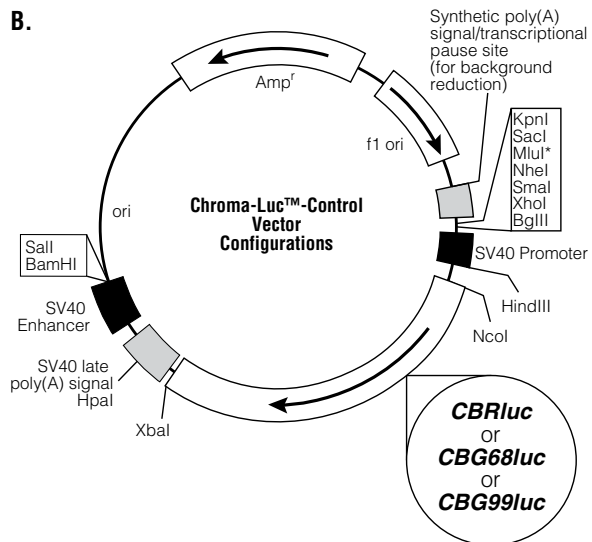 B.
Synthetic poly(A)
signal/transcriptional
pause site
(for background
reduction)
Ampʳ
f1 ori
KpnI
SacI
MluI*
NheI
SmaI
XhoI
BglII
Chroma-Luc™-Control
Vector
Configurations
ori
SalI
BamHI
SV40 Promoter
HindIII
NcoI
SV40
Enhancer
SV40 late
poly(A) signal
HpaI
XbaI
CBRluc
or
CBG68luc
or
CBG99luc